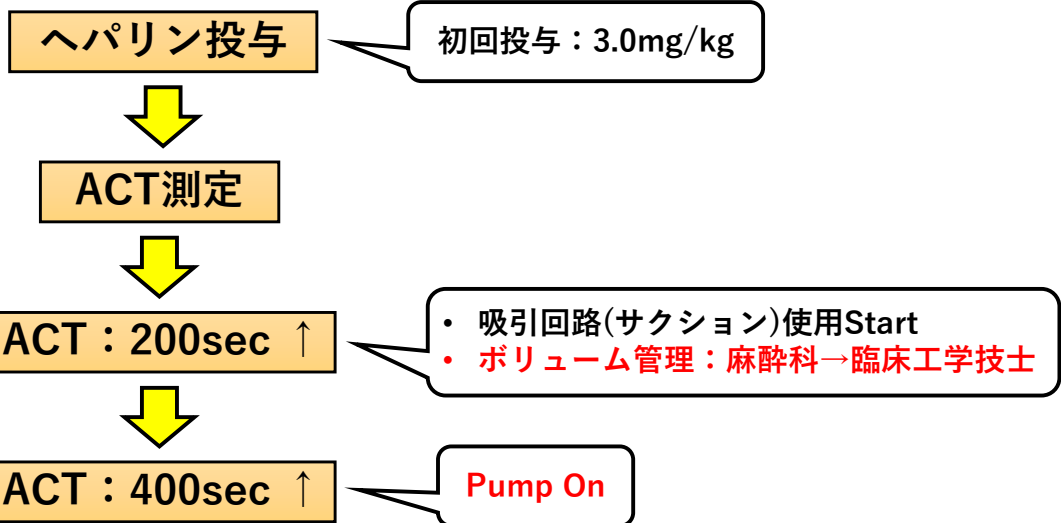 ヘパリン投与
初回投与：3.0mg/kg
ACT測定
ACT：200sec ↑
• 吸引回路(サクション)使用Start
• ボリューム管理：麻酔科→臨床工学技士
ACT：400sec ↑
Pump On